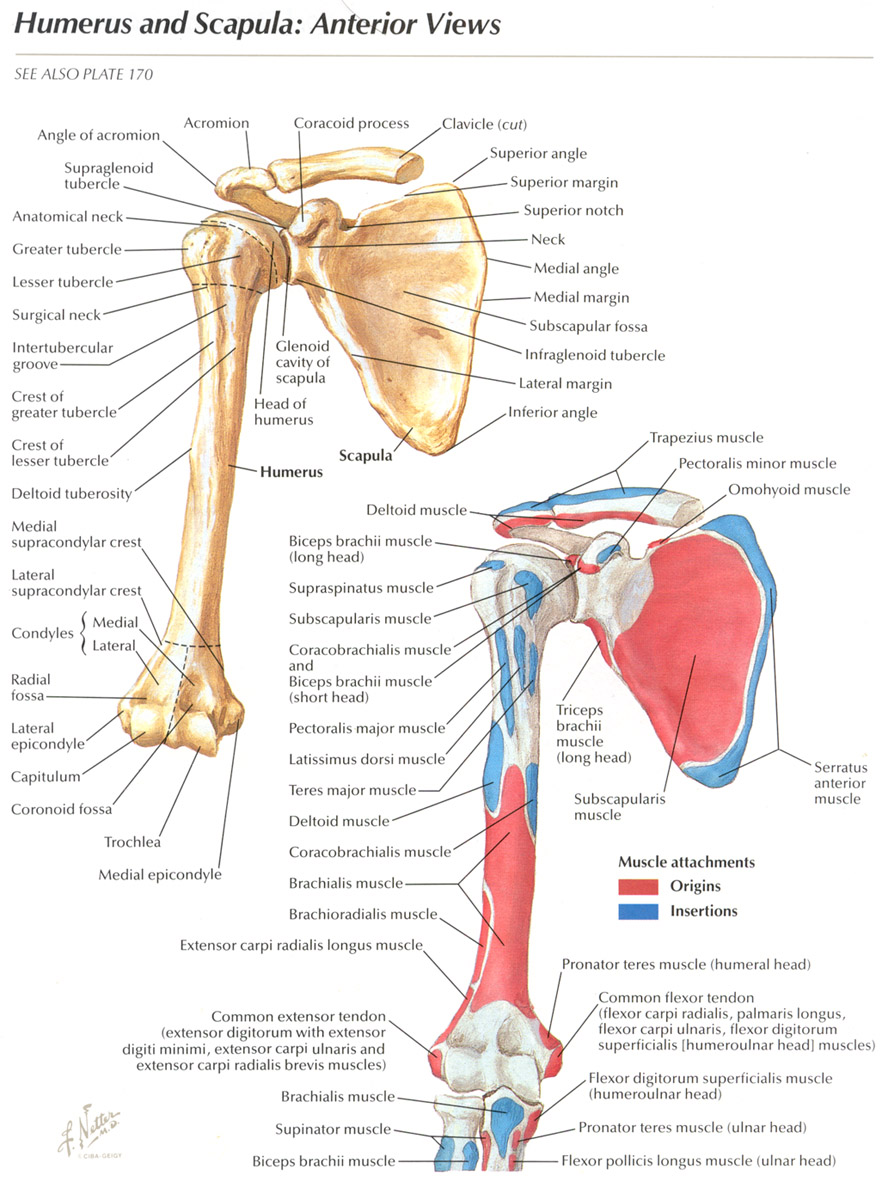 Humerus and Scapula: Anterior Views
SEE ALSO PLATE 170
Angle of acromion
Acromion
Coracoid process
Clavicle (cut)
Supraglenoid
tubercle
Superior angle
Superior margin
Anatomical neck
Superior notch
Greater tubercle
Neck
Lesser tubercle
Medial angle
Surgical neck
Medial margin
Intertubercular
groove
Subscapular fossa
Glenoid
cavity of
scapula
Infraglenoid tubercle
Crest of
greater tubercle
Head of
humerus
Lateral margin
Inferior angle
Crest of
lesser tubercle
Scapula
Humerus
Deltoid tuberosity
Medial
supracondylar crest
Lateral
supracondylar crest
Condyles
Medial
Lateral
Radial
fossa
Lateral
epicondyle
Capitulum
Coronoid fossa
Trochlea
Medial epicondyle
Trapezius muscle
Pectoralis minor muscle
Omohyoid muscle
Deltoid muscle
Biceps brachii muscle
(long head)
Supraspinatus muscle
Subscapularis muscle
Coracobrachialis muscle
and
Biceps brachii muscle
(short head)
Pectoralis major muscle
Latissimus dorsi muscle
Teres major muscle
Deltoid muscle
Coracobrachialis muscle
Brachialis muscle
Brachioradialis muscle
Extensor carpi radialis longus muscle
Triceps
brachii
muscle
(long head)
Subscapularis
muscle
Serratus
anterior
muscle
Muscle attachments
Origins
Insertions
Pronator teres muscle (humeral head)
Common flexor tendon
(flexor carpi radialis, palmaris longus,
flexor carpi ulnaris, flexor digitorum
superficialis [humeroulnar head] muscles)
Common extensor tendon
(extensor digitorum with extensor
digiti minimi, extensor carpi ulnaris and
extensor carpi radialis brevis muscles)
Flexor digitorum superficialis muscle
(humeroulnar head)
Brachialis muscle
Supinator muscle
Pronator teres muscle (ulnar head)
Biceps brachii muscle
Flexor pollicis longus muscle (ulnar head)
F. Netter
M.D.
CIBA-GEIGY